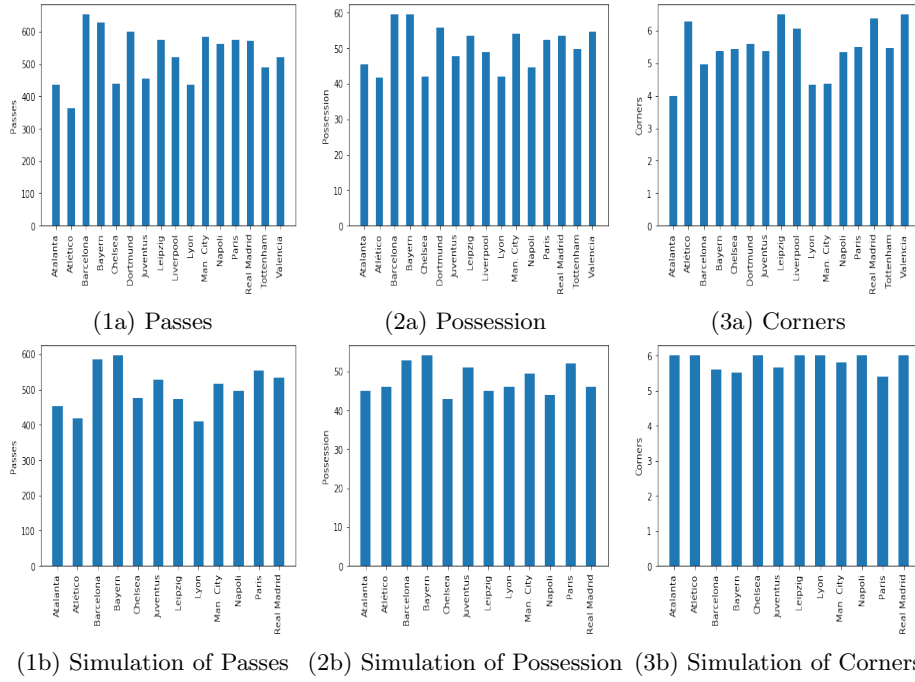 Passes
600
500
400
300
200
100
0
Atalanta
Atlético
Barcelona
Bayern
Chelsea
Dortmund
Juventus
Leipzig
Liverpool
Lyon
Man. City
Napoli
Paris
Real Madrid
Tottenham
Valencia
(1a) Passes
Possession
60
50
40
30
20
10
0
Atalanta
Atlético
Barcelona
Bayern
Chelsea
Dortmund
Juventus
Leipzig
Liverpool
Lyon
Man. City
Napoli
Paris
Real Madrid
Tottenham
Valencia
(2a) Possession
Corners
6
5
4
3
2
1
0
Atalanta
Atlético
Barcelona
Bayern
Chelsea
Dortmund
Juventus
Leipzig
Liverpool
Lyon
Man. City
Napoli
Paris
Real Madrid
Tottenham
Valencia
(3a) Corners
Passes
600
500
400
300
200
100
0
Atalanta
Atlético
Barcelona
Bayern
Chelsea
Juventus
Leipzig
Lyon
Man. City
Napoli
Paris
Real Madrid
(1b) Simulation of Passes
Possession
50
40
30
20
10
0
Atalanta
Atlético
Barcelona
Bayern
Chelsea
Juventus
Leipzig
Lyon
Man. City
Napoli
Paris
Real Madrid
(2b) Simulation of Possession
Corners
6
5
4
3
2
1
0
Atalanta
Atlético
Barcelona
Bayern
Chelsea
Juventus
Leipzig
Lyon
Man. City
Napoli
Paris
Real Madrid
(3b) Simulation of Corners